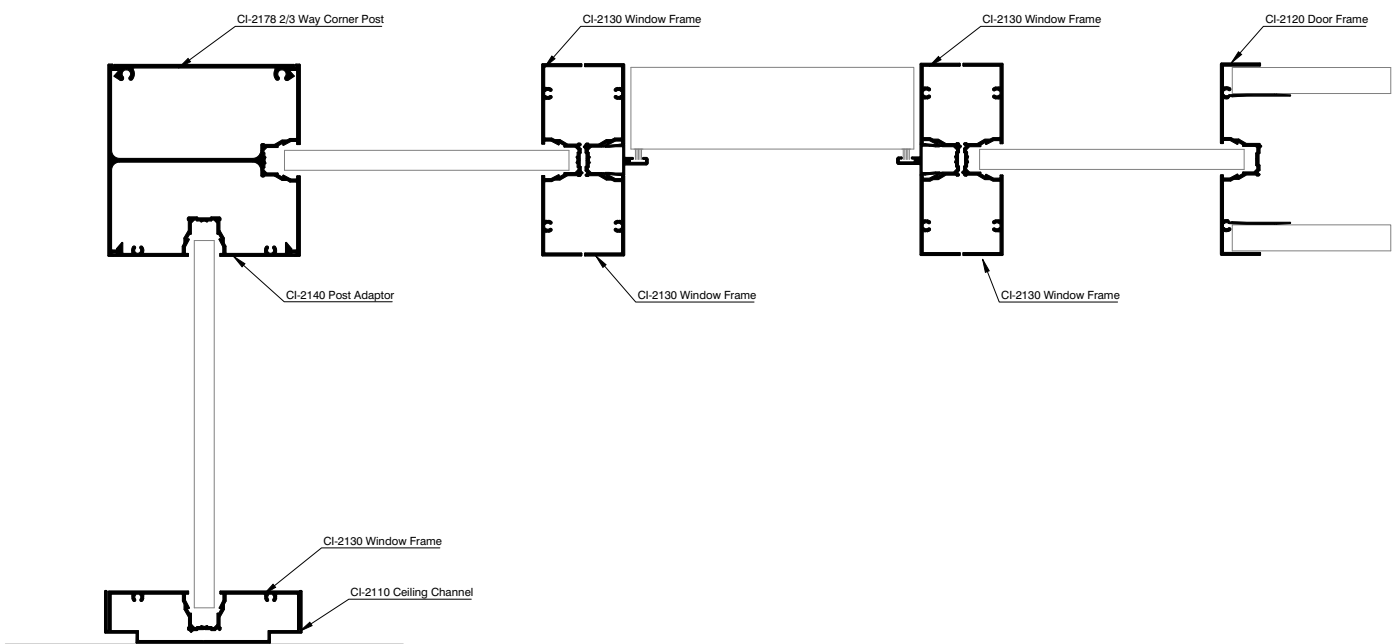 CI-2178 2/3 Way Corner Post
CI-2130 Window Frame
CI-2130 Window Frame
CI-2120 Door Frame
CI-2140 Post Adaptor
CI-2130 Window Frame
CI-2130 Window Frame
CI-2130 Window Frame
CI-2110 Ceiling Channel